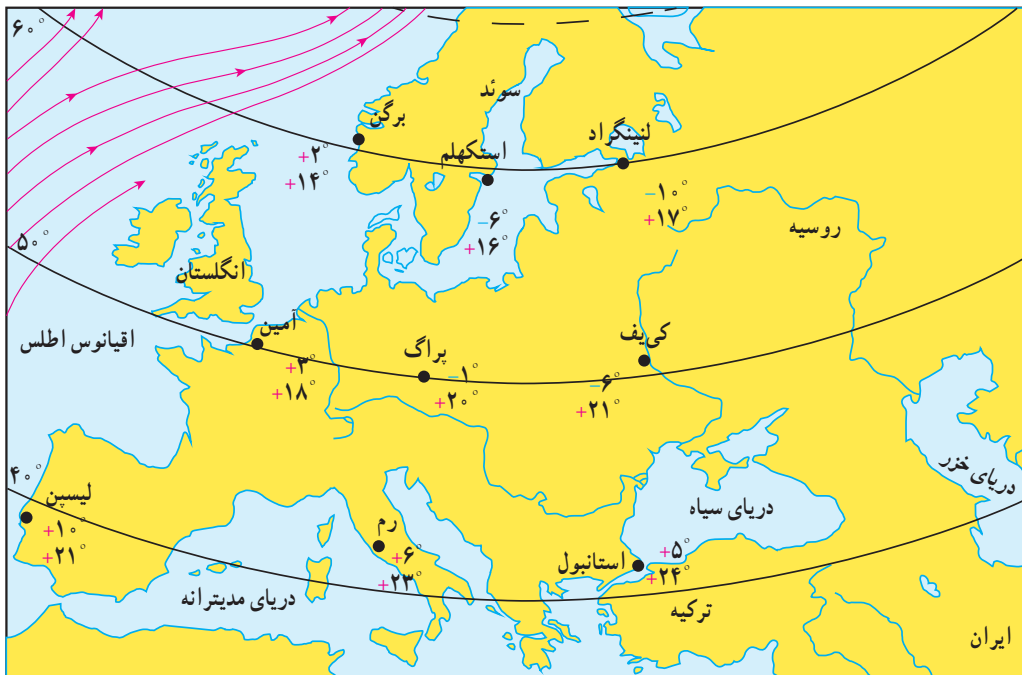 ۶۰°
سوئد
برگن
لنینگراد
استکهلم
+۲°
+۱۴°
−۱۰°
+۱۷°
−۶°
+۱۶°
روسیه
۵۰°
انگلستان
آمین
اقیانوس اطلس
+۳°
+۱۸°
پراگ
−۱°
+۲۰°
کی‌یف
−۶°
+۲۱°
۴۰°
لیسپن
+۱۰°
+۲۱°
رم
+۶°
+۲۳°
دریای مدیترانه
دریای سیاه
دریای خزر
استانبول
+۵°
+۲۴°
ترکیه
ایران